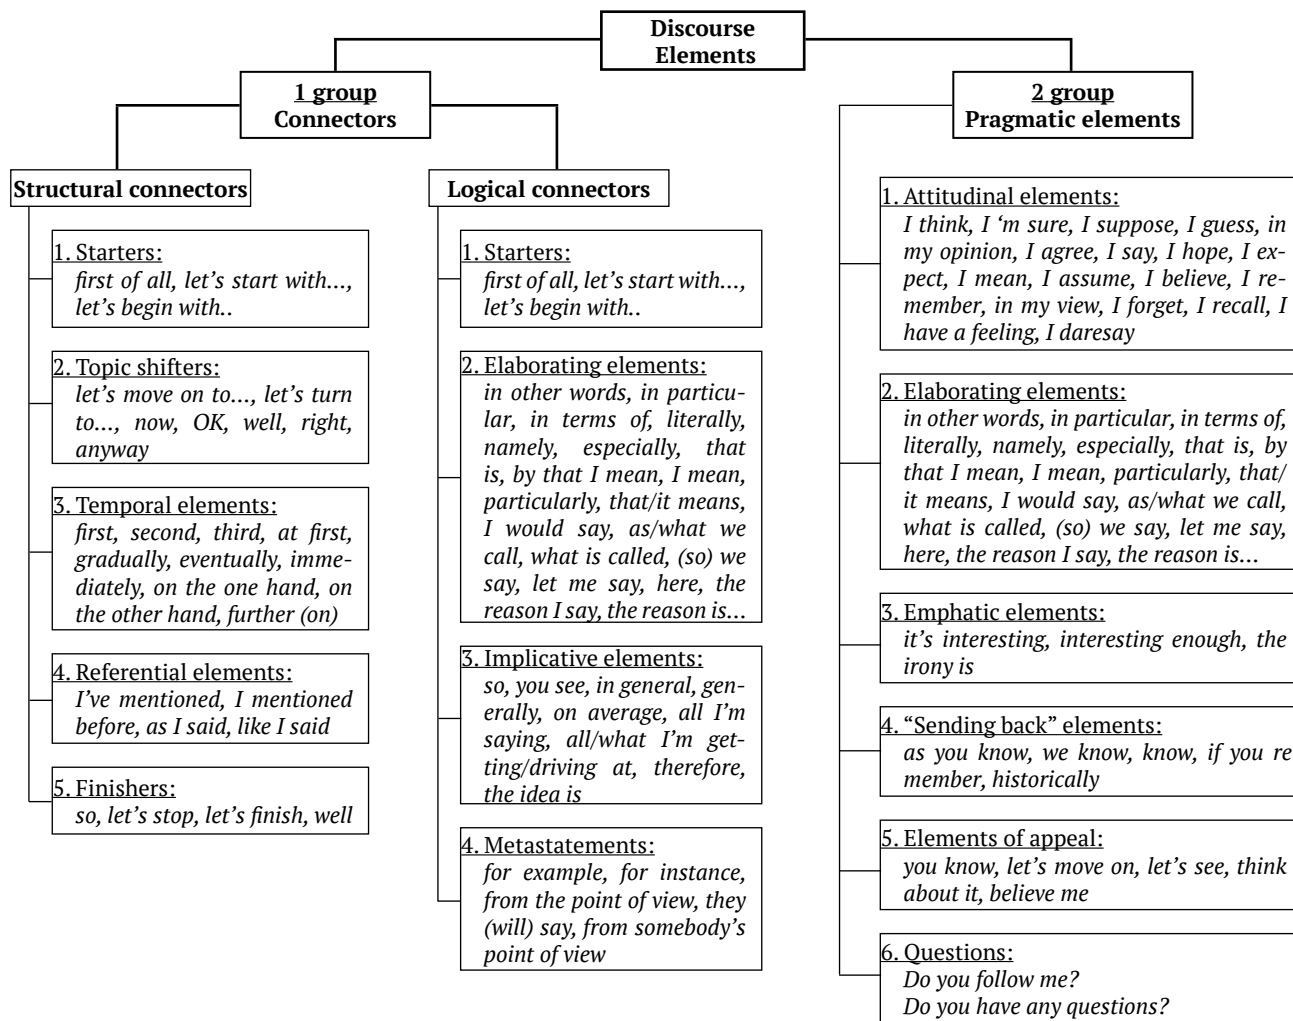 Discourse
Elements
1 group
Connectors
2 group
Pragmatic elements
Structural connectors
1. Starters:
first of all, let's start with...,
let's begin with..
2. Topic shifters:
let's move on to..., let's turn
to..., now, OK, well, right,
anyway
3. Temporal elements:
first, second, third, at first,
gradually, eventually, imme-
diately, on the one hand, on
the other hand, further (on)
4. Referential elements:
I've mentioned, I mentioned
before, as I said, like I said
5. Finishers:
so, let's stop, let's finish, well
Logical connectors
1. Starters:
first of all, let's start with...,
let's begin with..
2. Elaborating elements:
in other words, in particu-
lar, in terms of, literally,
namely, especially, that
is, by that I mean, I mean,
particularly, that/it means,
I would say, as/what we
call, what is called, (so) we
say, let me say, here, the
reason I say, the reason is...
3. Implicative elements:
so, you see, in general, gen-
erally, on average, all I'm
saying, all/what I'm get-
ting/driving at, therefore,
the idea is
4. Metastatements:
for example, for instance,
from the point of view, they
(will) say, from somebody's
point of view
1. Attitudinal elements:
I think, I 'm sure, I suppose, I guess, in
my opinion, I agree, I say, I hope, I ex-
pect, I mean, I assume, I believe, I re-
member, in my view, I forget, I recall, I
have a feeling, I daresay
2. Elaborating elements:
in other words, in particular, in terms of,
literally, namely, especially, that is, by
that I mean, I mean, particularly, that/
it means, I would say, as/what we call,
what is called, (so) we say, let me say,
here, the reason I say, the reason is...
3. Emphatic elements:
it's interesting, interesting enough, the
irony is
4. “Sending back” elements:
as you know, we know, know, if you re
member, historically
5. Elements of appeal:
you know, let's move on, let's see, think
about it, believe me
6. Questions:
Do you follow me?
Do you have any questions?